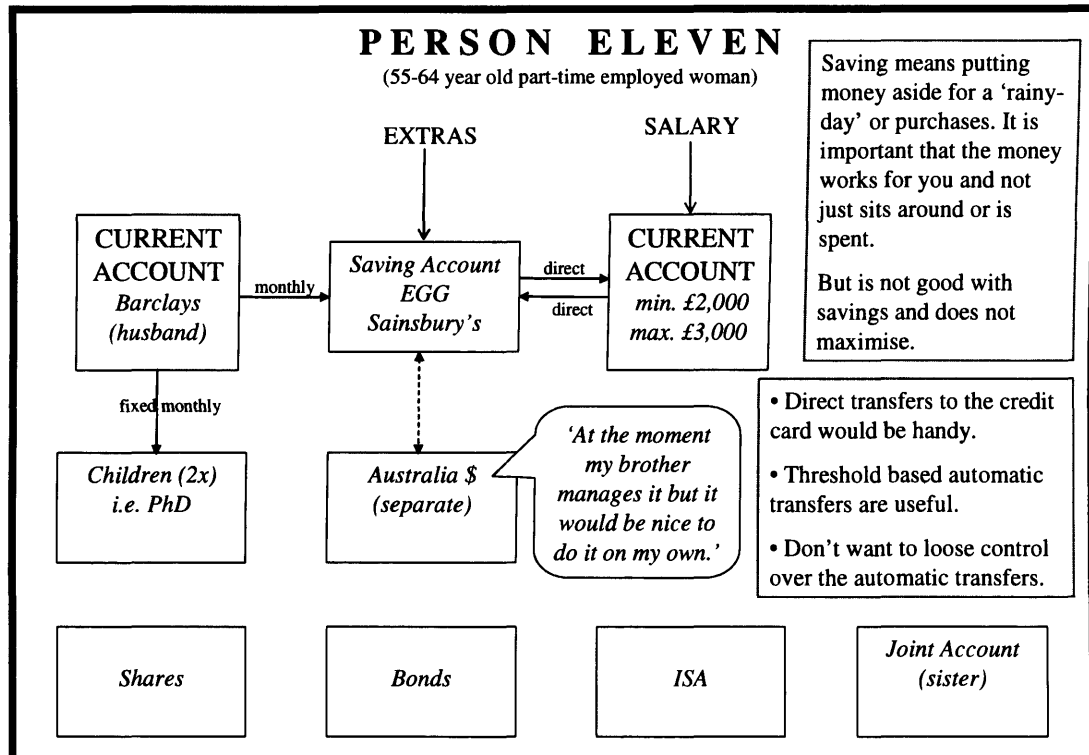 PERSON ELEVEN
(55-64 year old part-time employed woman)
EXTRAS
SALARY
CURRENT
ACCOUNT
Barclays
(husband)
monthly
Saving Account
EGG
Sainsbury's
direct
direct
CURRENT
ACCOUNT
min. £2,000
max. £3,000
Saving means putting
money aside for a 'rainy-
day' or purchases. It is
important that the money
works for you and not
just sits around or is
spent.
But is not good with
savings and does not
maximise.
fixed monthly
Children (2x)
i.e. PhD
Australia $
(separate)
'At the moment
my brother
manages it but it
would be nice to
do it on my own.'
• Direct transfers to the credit
card would be handy.
• Threshold based automatic
transfers are useful.
• Don't want to loose control
over the automatic transfers.
Shares
Bonds
ISA
Joint Account
(sister)